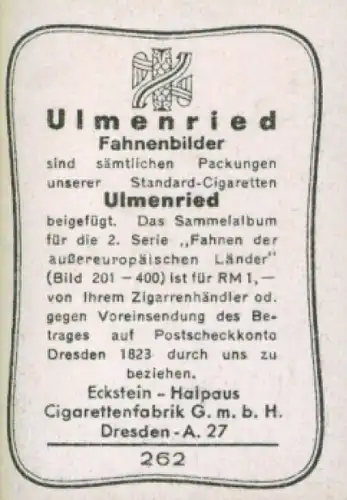 Ulmenried
Fahnenbilder
sind sämtlichen Packungen
unserer Standard-Cigaretten
Ulmenried
beigefügt. Das Sammelalbum
für die 2. Serie „Fahnen der
außereuropäischen Länder"
(Bild 201 – 400) ist für RM 1,—
von Ihrem Zigarrenhändler od.
gegen Voreinsendung des Be-
trages auf Postscheckkonto
Dresden 1823 durch uns zu
beziehen.
Eckstein - Halpaus
Cigarettenfabrik G. m. b. H.
Dresden - A. 27
262